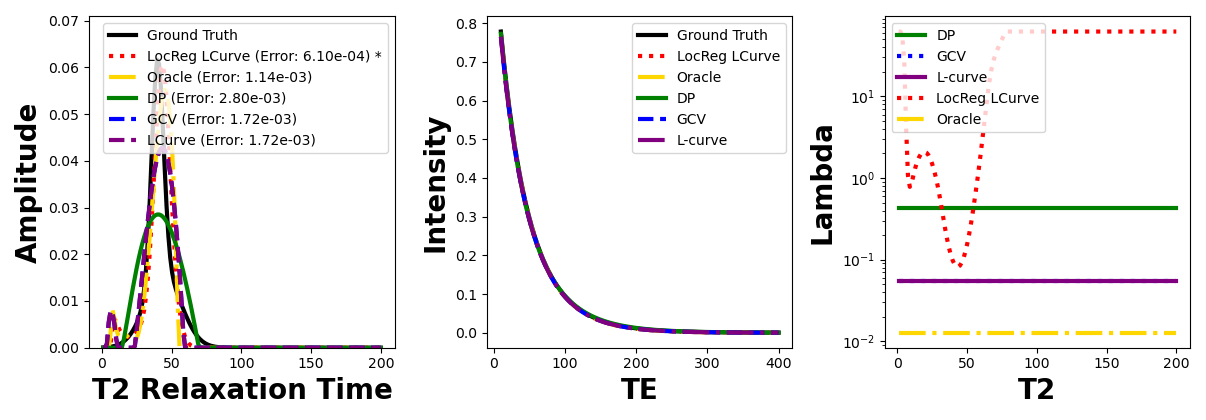 0.07
0.06
0.05
0.04
0.03
0.02
0.01
0.00
Amplitude
Ground Truth
LocReg LCurve (Error: 6.10e-04) *
Oracle (Error: 1.14e-03)
DP (Error: 2.80e-03)
GCV (Error: 1.72e-03)
LCurve (Error: 1.72e-03)
0 50 100 150 200
T2 Relaxation Time
0.8
0.7
0.6
0.5
0.4
0.3
0.2
0.1
0.0
Intensity
Ground Truth
LocReg LCurve
Oracle
DP
GCV
L-curve
0 100 200 300 400
TE
10¹
10⁰
10⁻¹
10⁻²
Lambda
DP
GCV
L-curve
LocReg LCurve
Oracle
0 50 100 150 200
T2